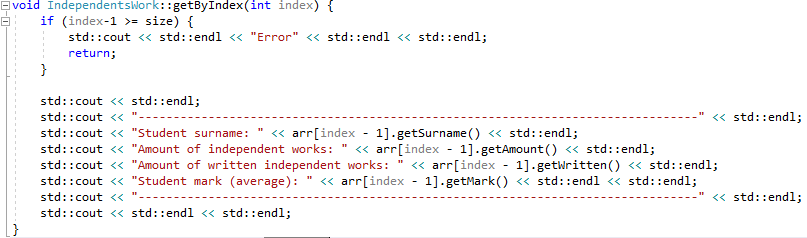 void IndependentsWork::getByIndex(int index) {
    if (index-1 >= size) {
        std::cout << std::endl << "Error" << std::endl << std::endl;
        return;
    }
    std::cout << std::endl;
    std::cout << "----------------------------------------------------------------------" << std::endl;
    std::cout << "Student surname: " << arr[index - 1].getSurname() << std::endl;
    std::cout << "Amount of independent works: " << arr[index - 1].getAmount() << std::endl;
    std::cout << "Amount of written independent works: " << arr[index - 1].getWritten() << std::endl;
    std::cout << "Student mark (average): " << arr[index - 1].getMark() << std::endl << std::endl;
    std::cout << "----------------------------------------------------------------------" << std::endl;
    std::cout << std::endl << std::endl;
}